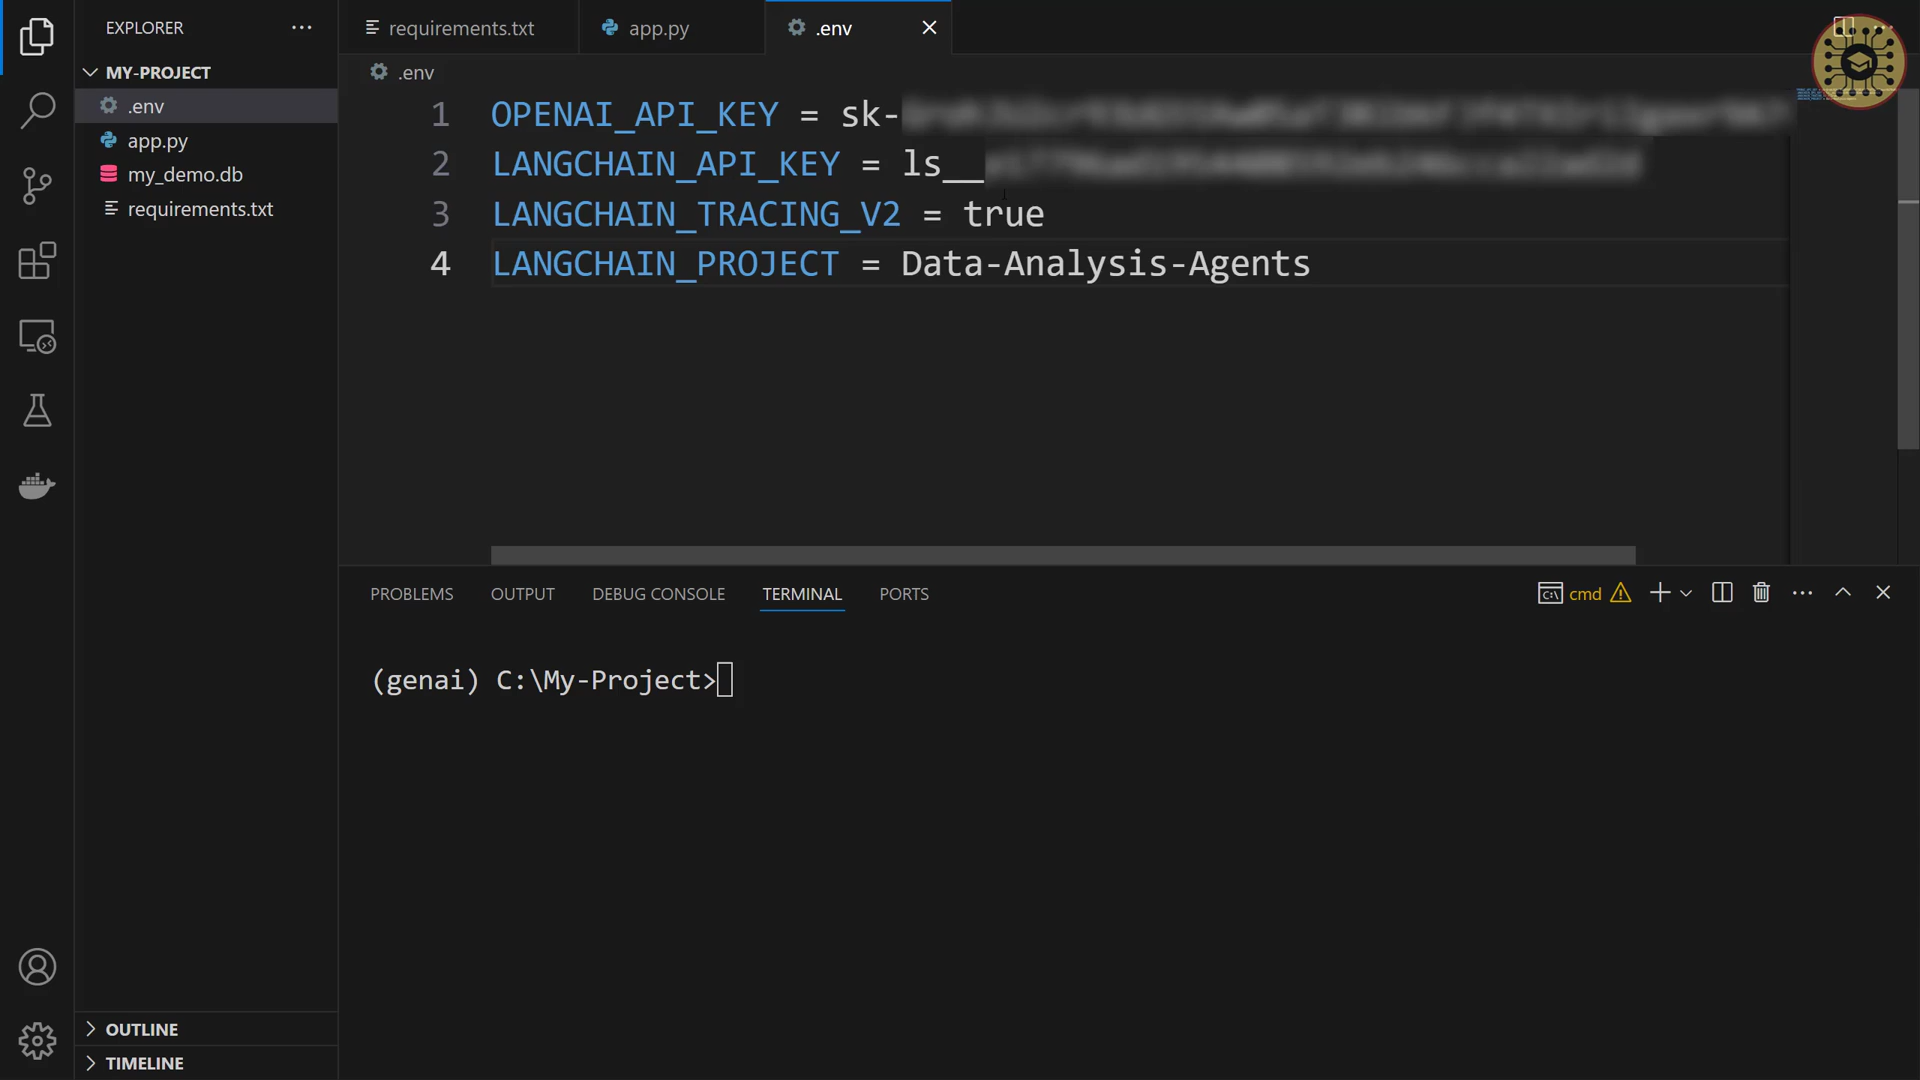 EXPLORER
MY-PROJECT
.env
app.py
my_demo.db
requirements.txt
OUTLINE
TIMELINE
requirements.txt
app.py
.env
.env
1 OPENAI_API_KEY = sk-
2 LANGCHAIN_API_KEY = ls__
3 LANGCHAIN_TRACING_V2 = true
4 LANGCHAIN_PROJECT = Data-Analysis-Agents
PROBLEMS OUTPUT DEBUG CONSOLE TERMINAL PORTS
cmd
(genai) C:\My-Project>